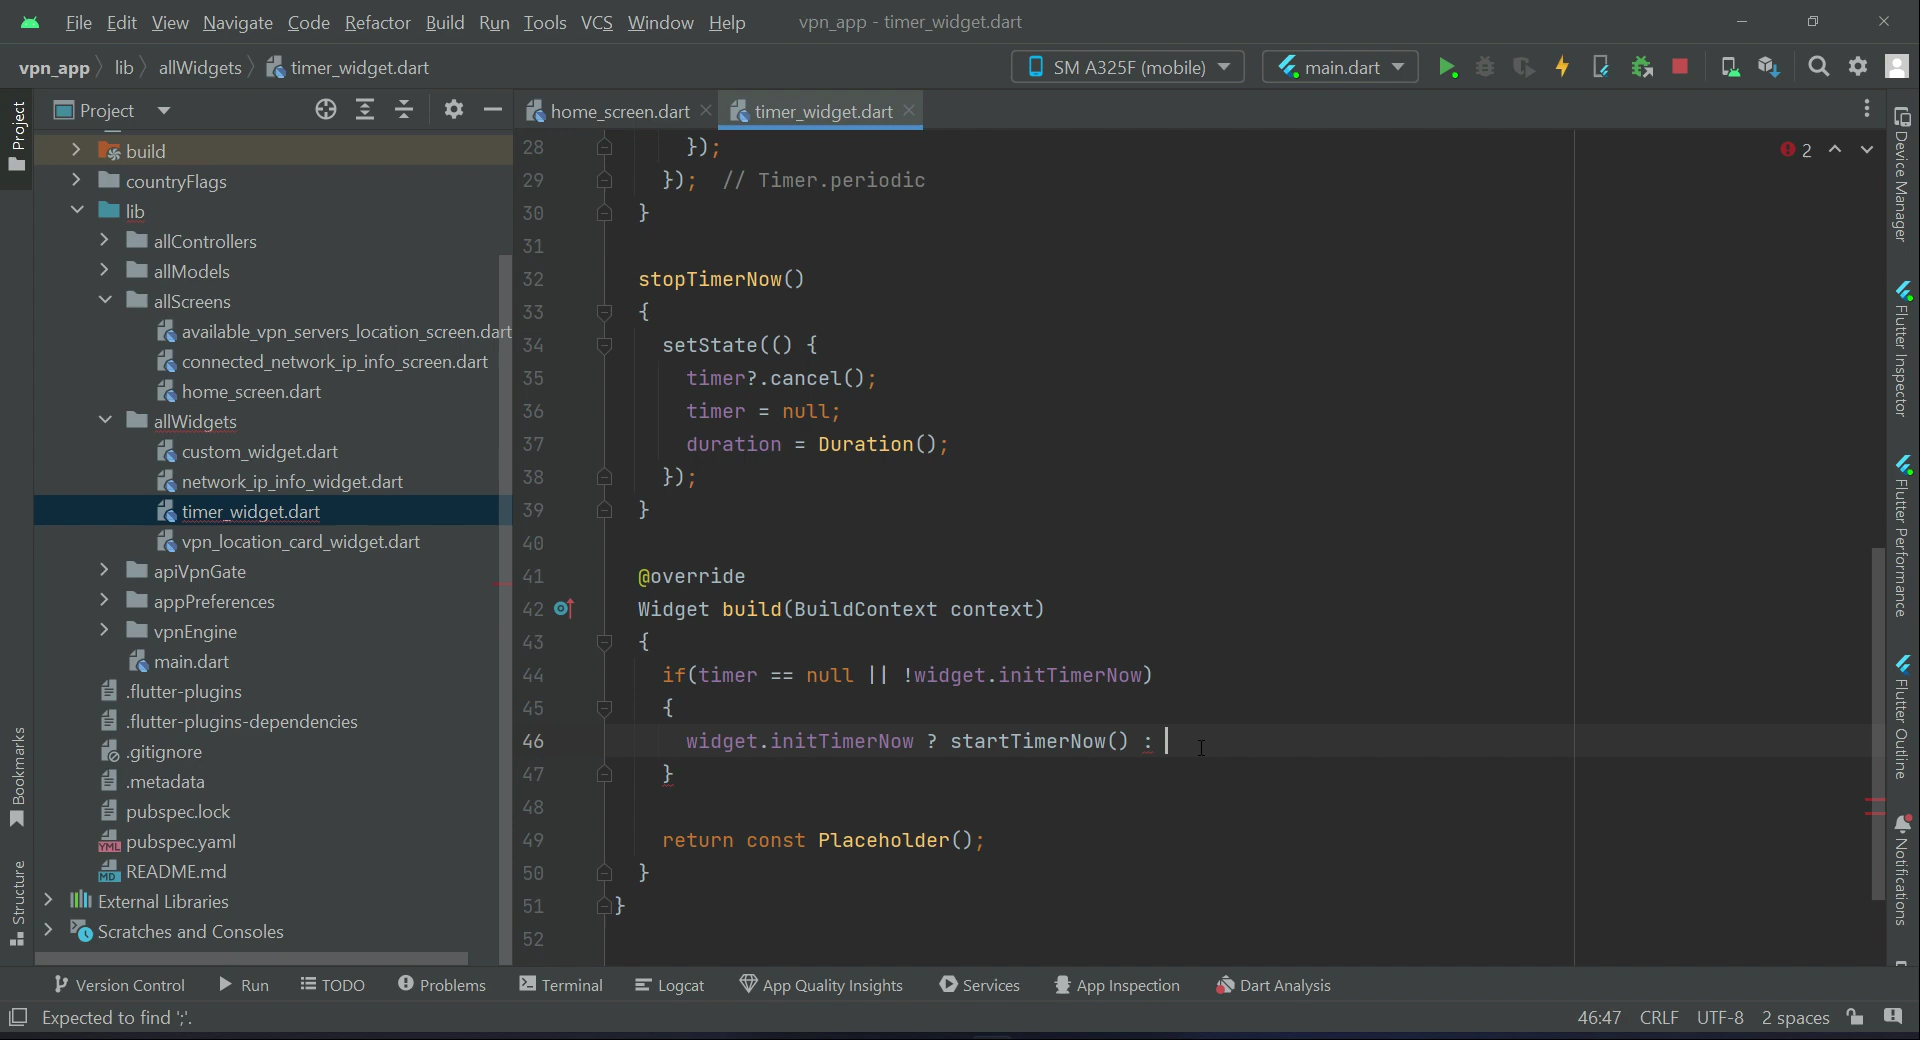 File Edit View Navigate Code Refactor Build Run Tools VCS Window Help vpn_app - timer_widget.dart
vpn_app lib allWidgets timer_widget.dart SM A325F (mobile) main.dart
Project home_screen.dart timer_widget.dart
Project
Bookmarks
Structure
build
countryFlags
lib
allControllers
allModels
allScreens
available_vpn_servers_location_screen.dart
connected_network_ip_info_screen.dart
home_screen.dart
allWidgets
custom_widget.dart
network_ip_info_widget.dart
timer_widget.dart
vpn_location_card_widget.dart
apiVpnGate
appPreferences
vpnEngine
main.dart
.flutter-plugins
.flutter-plugins-dependencies
.gitignore
.metadata
pubspec.lock
YML pubspec.yaml
MD README.md
External Libraries
Scratches and Consoles
28 });
29 }); // Timer.periodic
30 }
31
32 stopTimerNow()
33 {
34 setState(() {
35 timer?.cancel();
36 timer = null;
37 duration = Duration();
38 });
39 }
40
41 @override
42 Widget build(BuildContext context)
43 {
44 if(timer == null || !widget.initTimerNow)
45 {
46 widget.initTimerNow ? startTimerNow() :
47 }
48
49 return const Placeholder();
50 }
51 }
52
2
Device Manager
Flutter Inspector
Flutter Performance
Flutter Outline
Notifications
Version Control Run TODO Problems Terminal Logcat App Quality Insights Services App Inspection Dart Analysis
Expected to find ';'. 46:47 CRLF UTF-8 2 spaces